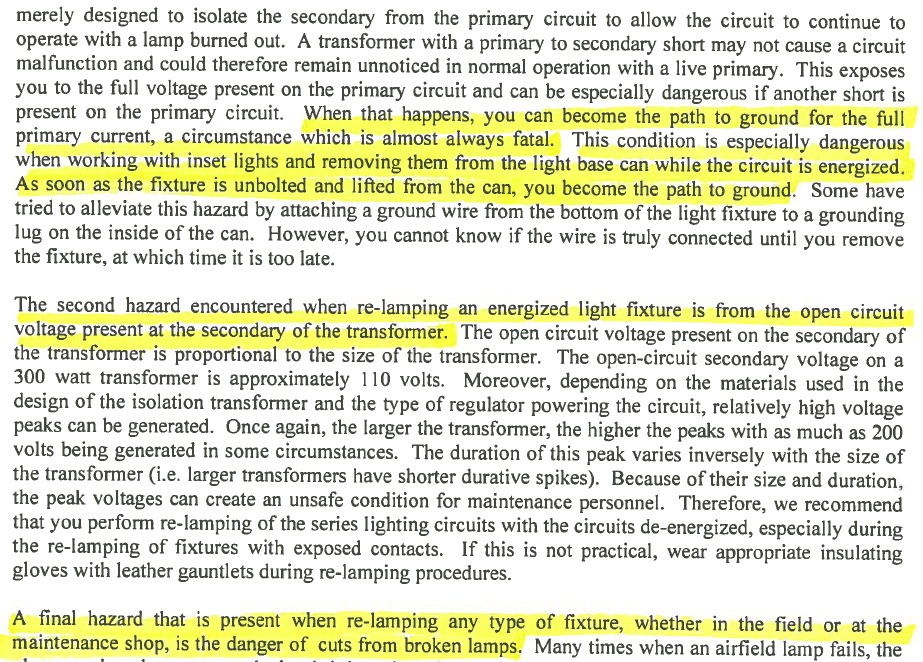 merely designed to isolate the secondary from the primary circuit to allow the circuit to continue to
operate with a lamp burned out. A transformer with a primary to secondary short may not cause a circuit
malfunction and could therefore remain unnoticed in normal operation with a live primary. This exposes
you to the full voltage present on the primary circuit and can be especially dangerous if another short is
present on the primary circuit. When that happens, you can become the path to ground for the full
primary current, a circumstance which is almost always fatal. This condition is especially dangerous
when working with inset lights and removing them from the light base can while the circuit is energized.
As soon as the fixture is unbolted and lifted from the can, you become the path to ground. Some have
tried to alleviate this hazard by attaching a ground wire from the bottom of the light fixture to a grounding
lug on the inside of the can. However, you cannot know if the wire is truly connected until you remove
the fixture, at which time it is too late.
The second hazard encountered when re-lamping an energized light fixture is from the open circuit
voltage present at the secondary of the transformer. The open circuit voltage present on the secondary of
the transformer is proportional to the size of the transformer. The open-circuit secondary voltage on a
300 watt transformer is approximately 110 volts. Moreover, depending on the materials used in the
design of the isolation transformer and the type of regulator powering the circuit, relatively high voltage
peaks can be generated. Once again, the larger the transformer, the higher the peaks with as much as 200
volts being generated in some circumstances. The duration of this peak varies inversely with the size of
the transformer (i.e. larger transformers have shorter durative spikes). Because of their size and duration,
the peak voltages can create an unsafe condition for maintenance personnel. Therefore, we recommend
that you perform re-lamping of the series lighting circuits with the circuits de-energized, especially during
the re-lamping of fixtures with exposed contacts. If this is not practical, wear appropriate insulating
gloves with leather gauntlets during re-lamping procedures.
A final hazard that is present when re-lamping any type of fixture, whether in the field or at the
maintenance shop, is the danger of cuts from broken lamps. Many times when an airfield lamp fails, the